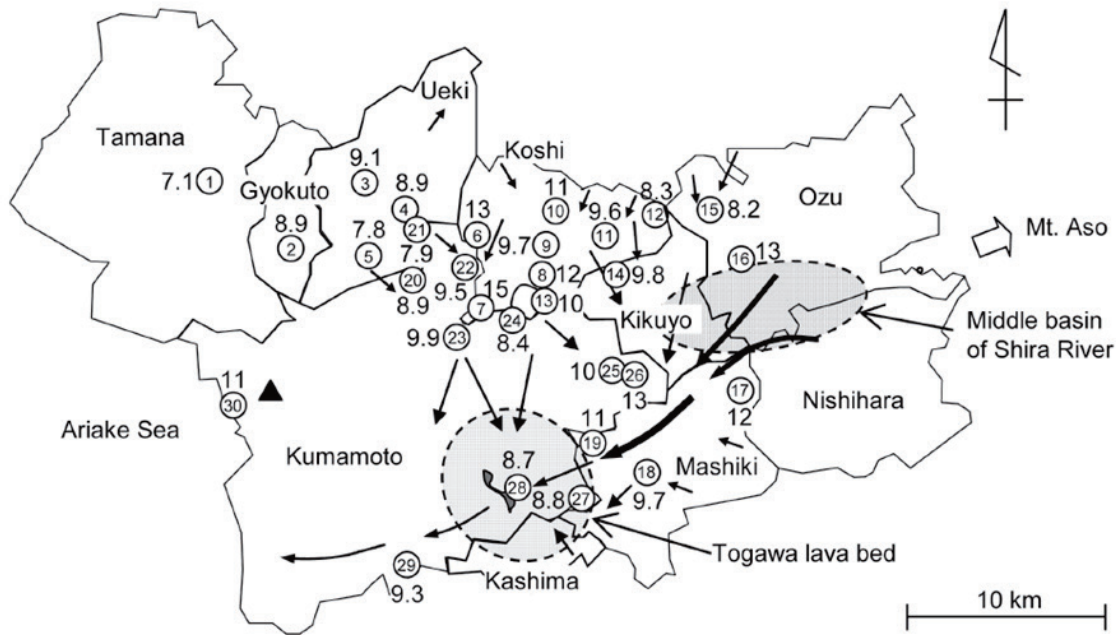 Ueki
Tamana
Koshi
9.1
③
7.1 ①
Gyokuto
8.9
④
11
⑩
8.3
⑫
⑮ 8.2
Ozu
Mt. Aso
8.9
②
7.8
⑤
㉑
7.9
13
⑥
9.7 ⑨
9.6
⑪
⑳
8.9
㉒
9.5
15
⑦
⑧ 12
⑬ 10
⑭ 9.8
⑯ 13
9.9 ㉓
㉔
8.4
Kikuyo
Middle basin
of Shira River
10 ㉕ ㉖
13
⑰
12
Nishihara
11
㉚
Ariake Sea
Kumamoto
11
⑲
8.7
㉘
8.8 ㉗
⑱
9.7
Mashiki
Togawa lava bed
㉙
9.3
Kashima
10 km